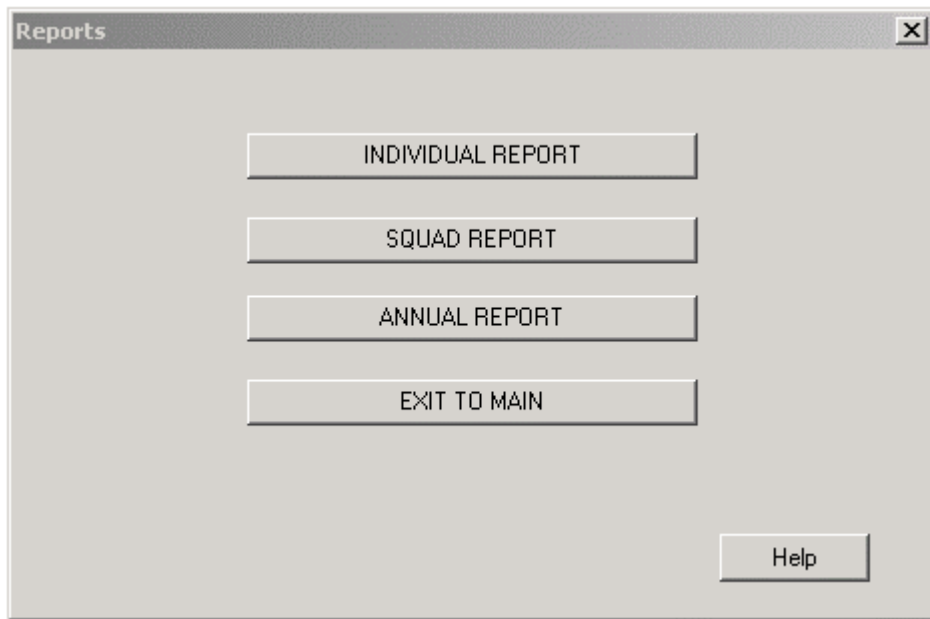 Reports
INDIVIDUAL REPORT
SQUAD REPORT
ANNUAL REPORT
EXIT TO MAIN
Help